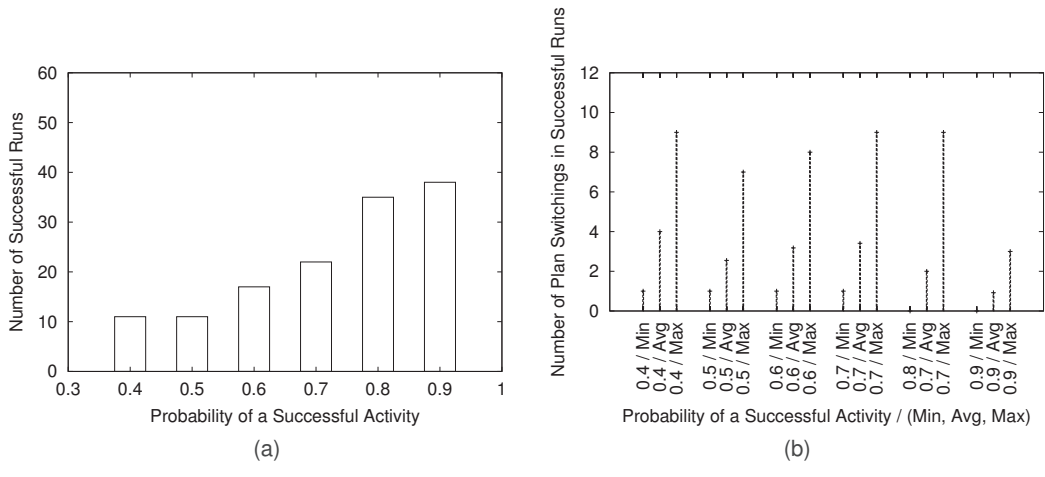 60
50
40
30
20
10
0
0.3 0.4 0.5 0.6 0.7 0.8 0.9 1
Number of Successful Runs
Probability of a Successful Activity
(a)
12
10
8
6
4
2
0
Number of Plan Switchings in Successful Runs
0.4 / Min
0.4 / Avg
0.4 / Max
0.5 / Min
0.5 / Avg
0.5 / Max
0.6 / Min
0.6 / Avg
0.6 / Max
0.7 / Min
0.7 / Avg
0.7 / Max
0.8 / Min
0.7 / Avg
0.7 / Max
0.9 / Min
0.9 / Avg
0.9 / Max
Probability of a Successful Activity / (Min, Avg, Max)
(b)